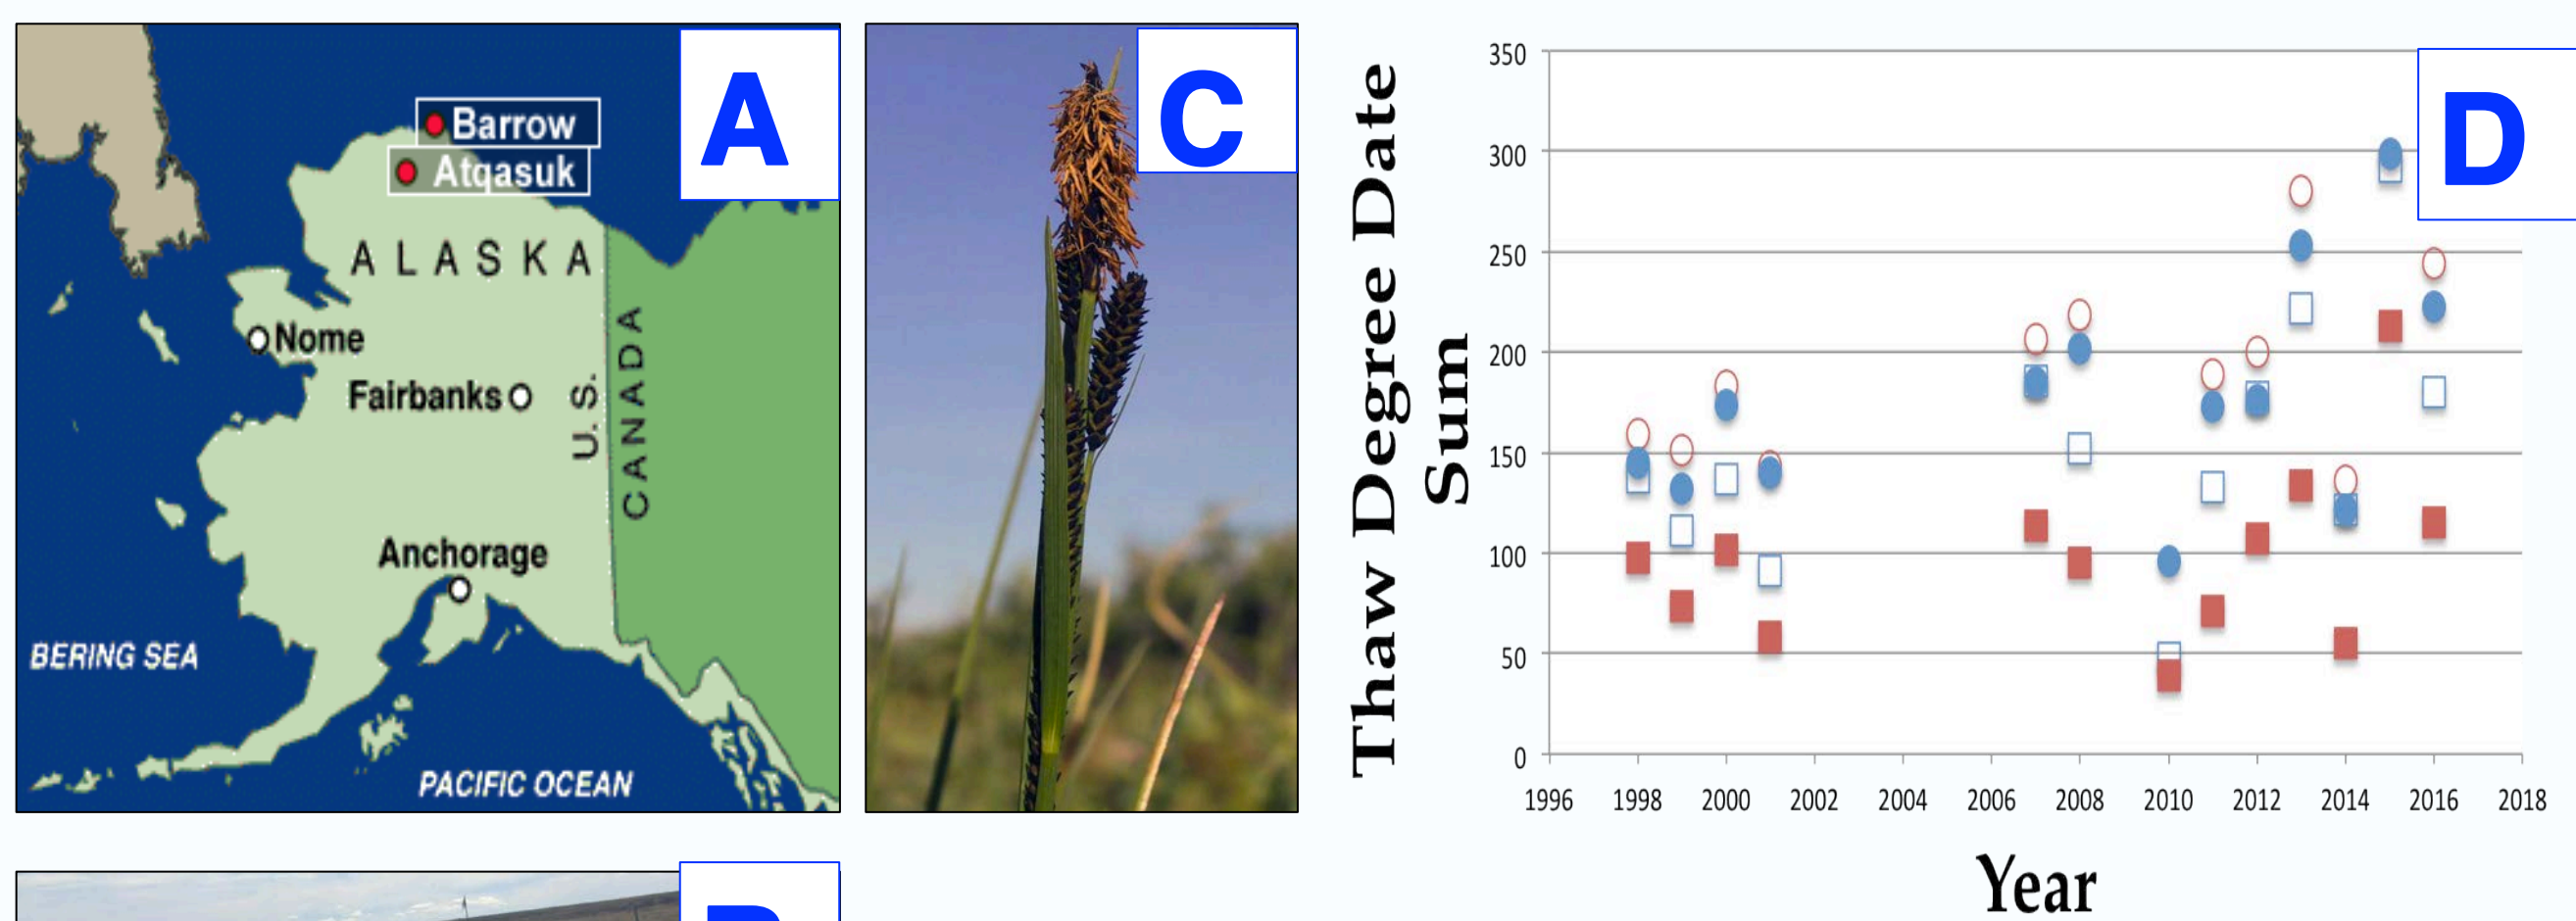 A
Barrow
Atqasuk
ALASKA
Nome
Fairbanks
U.S.
CANADA
Anchorage
BERING SEA
PACIFIC OCEAN
C
D
Thaw Degree Date
Sum
350
300
250
200
150
100
50
0
1996 1998 2000 2002 2004 2006 2008 2010 2012 2014 2016 2018
Year